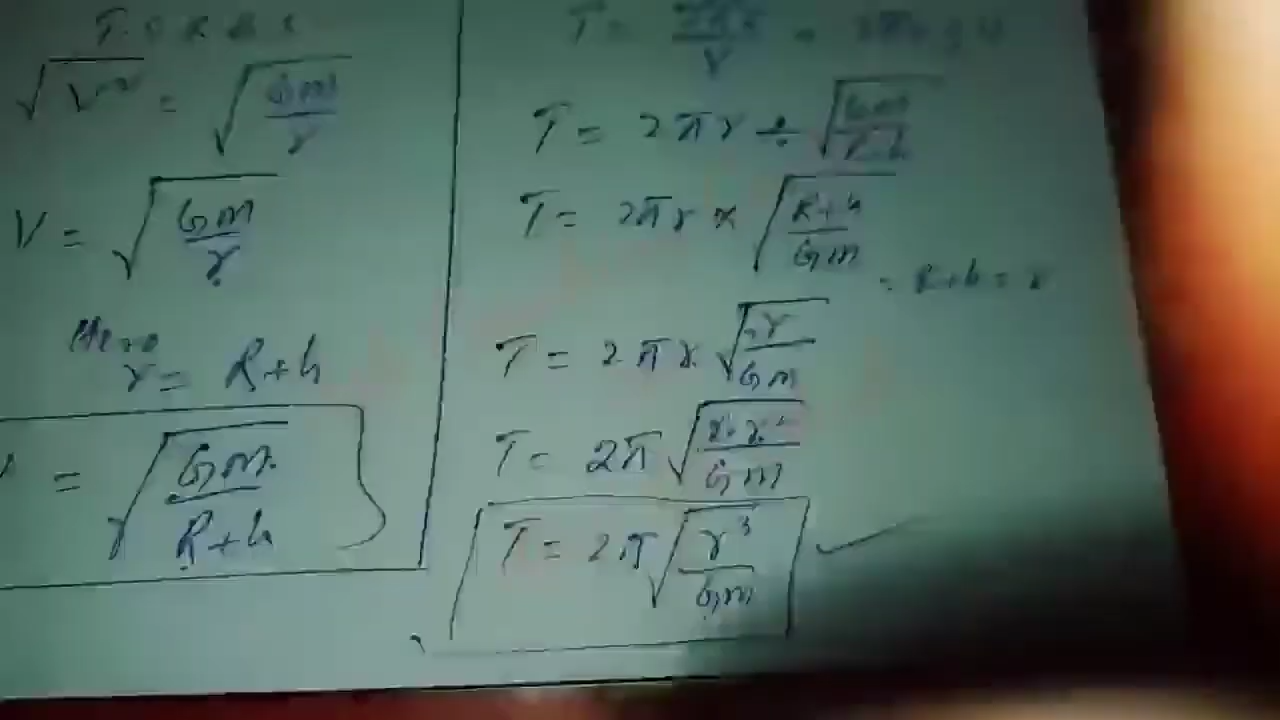 √V² = √(GM/r)
V = √(GM/r)
Here
r = R+h
= √(GM/R+h)
T = 2πr ÷ √(GM/R+h)
T = 2πr × √(R+h/GM)
R+h = r
T = 2πr √(r/GM)
T = 2π √(r·r²/GM)
T = 2π √(r³/GM)